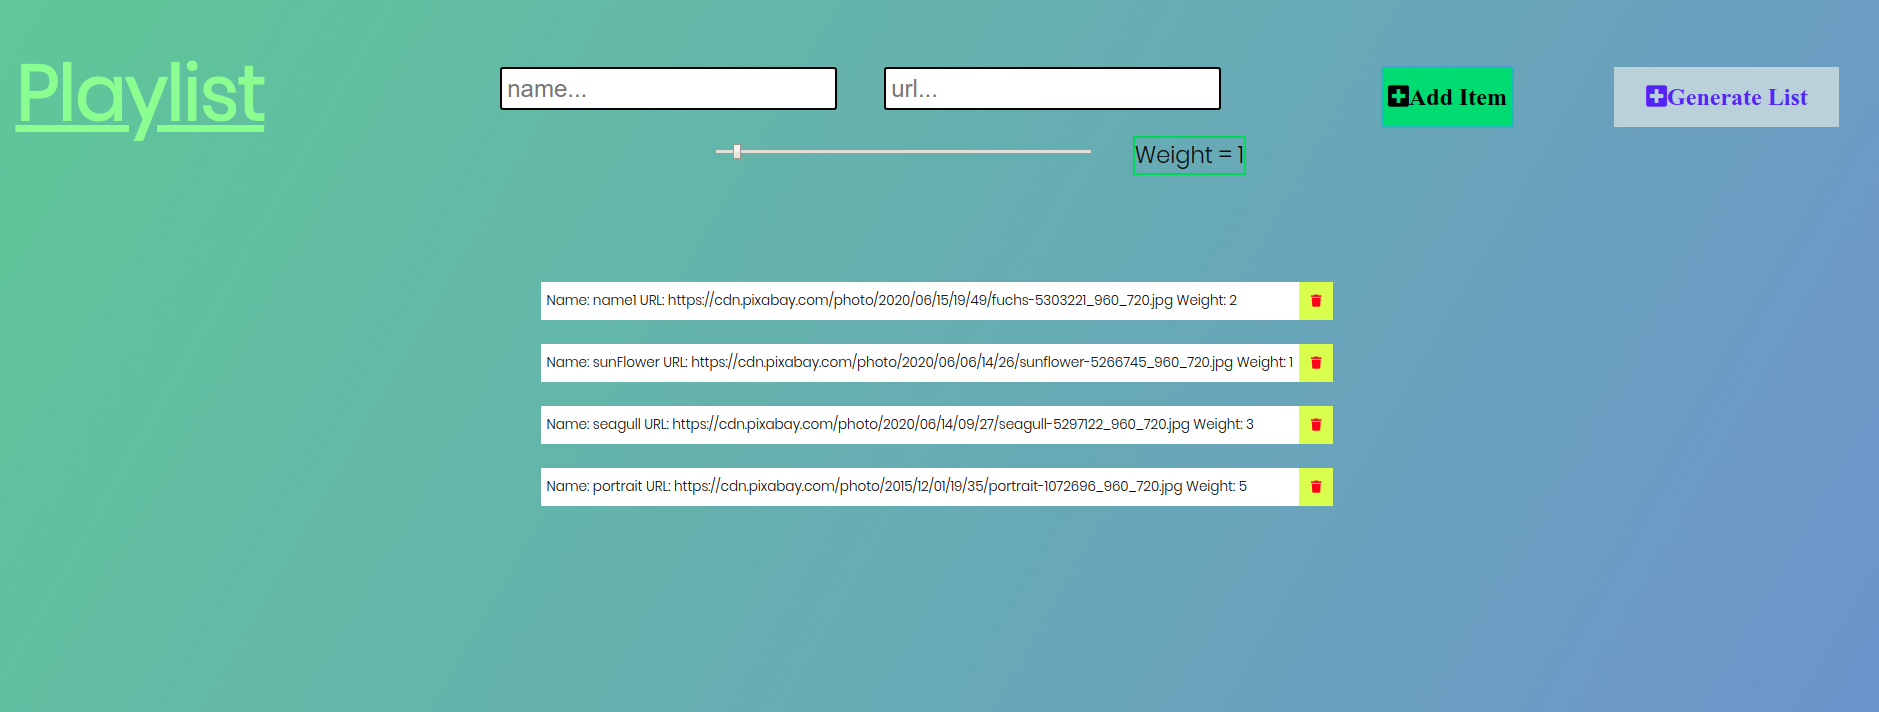 Playlist
name...
url...
Add Item
Generate List
Weight = 1
Name: name1 URL: https://cdn.pixabay.com/photo/2020/06/15/19/49/fuchs-5303221_960_720.jpg Weight: 2
Name: sunFlower URL: https://cdn.pixabay.com/photo/2020/06/06/14/26/sunflower-5266745_960_720.jpg Weight: 1
Name: seagull URL: https://cdn.pixabay.com/photo/2020/06/14/09/27/seagull-5297122_960_720.jpg Weight: 3
Name: portrait URL: https://cdn.pixabay.com/photo/2015/12/01/19/35/portrait-1072696_960_720.jpg Weight: 5